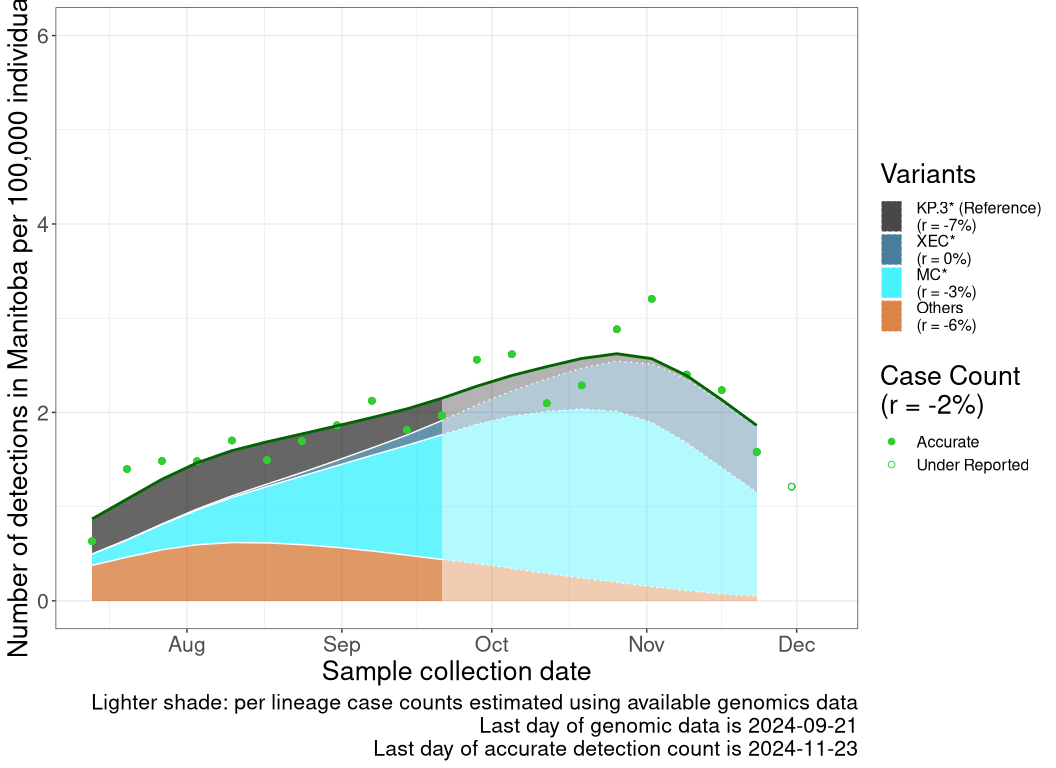 Number of detections in Manitoba per 100,000 individua
6
4
2
0
Aug
Sep
Oct
Nov
Dec
Sample collection date
Lighter shade: per lineage case counts estimated using available genomics data
Last day of genomic data is 2024-09-21
Last day of accurate detection count is 2024-11-23
Variants
KP.3* (Reference)
(r = -7%)
XEC*
(r = 0%)
MC*
(r = -3%)
Others
(r = -6%)
Case Count
(r = -2%)
Accurate
Under Reported